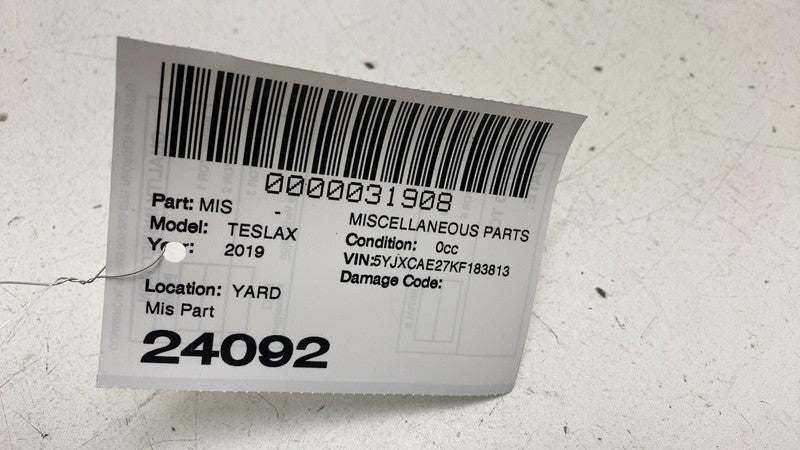 0000031908
Part: MIS -
MISCELLANEOUS PARTS
Model: TESLAX
Condition: 0cc
Year: 2019
VIN:5YJXCAE27KF183813
Damage Code:
Location: YARD
Mis Part
24092